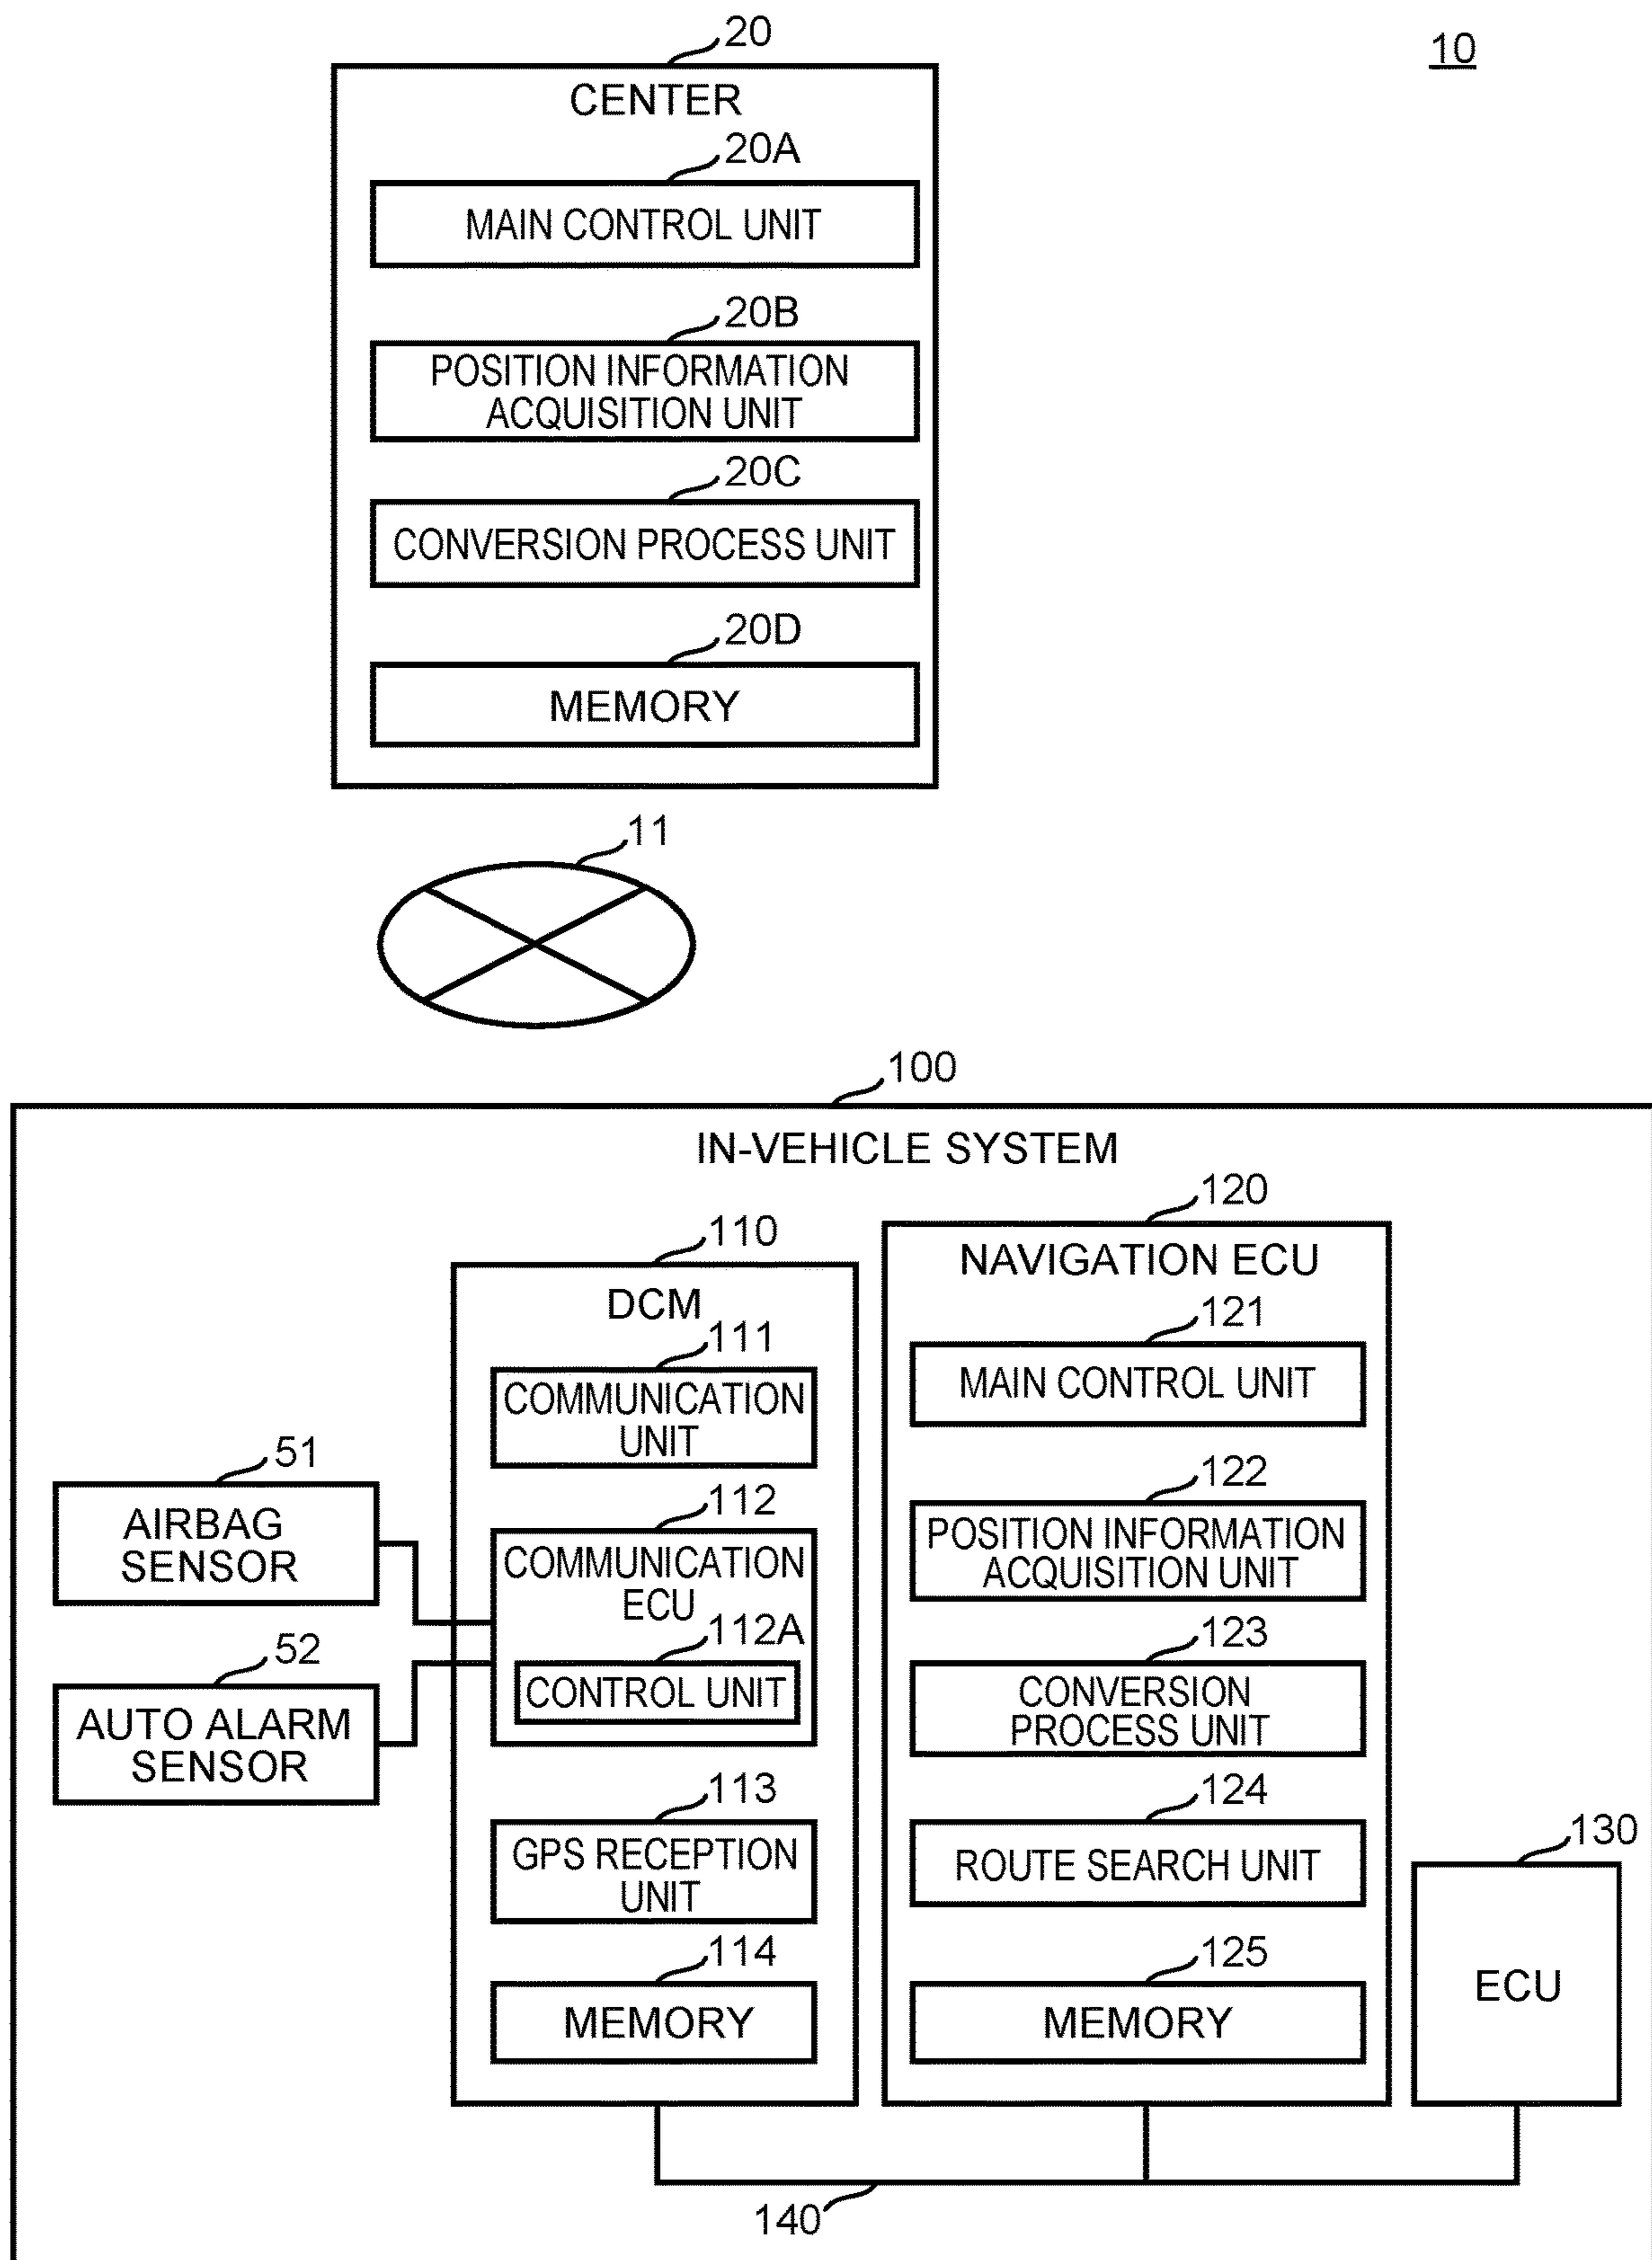 20
10
CENTER
20A
MAIN CONTROL UNIT
20B
POSITION INFORMATION
ACQUISITION UNIT
20C
CONVERSION PROCESS UNIT
20D
MEMORY
11
100
IN-VEHICLE SYSTEM
110
DCM
111
COMMUNICATION
UNIT
51
AIRBAG
SENSOR
112
COMMUNICATION
ECU
112A
CONTROL UNIT
52
AUTO ALARM
SENSOR
113
GPS RECEPTION
UNIT
114
MEMORY
120
NAVIGATION ECU
121
MAIN CONTROL UNIT
122
POSITION INFORMATION
ACQUISITION UNIT
123
CONVERSION
PROCESS UNIT
124
ROUTE SEARCH UNIT
125
MEMORY
130
ECU
140